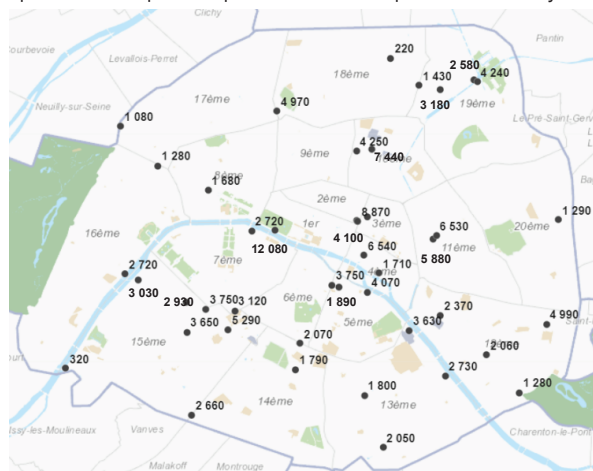 Clichy
Courbevoie
Levallois-Perret
Pantin
220
18ème
2 580
1 430
4 240
3 180
19ème
17ème
4 970
Neuilly-sur-Seine
Le Pré-Saint-Gerv
1 080
4 250
9ème
7 440
1 280
8ème
1 680
2ème
8 870
3ème
1 290
20ème
2 720
1er
4 100
6 530
11ème
16ème
12 080
5 880
7ème
6 540
1 710
2 720
3 750
4ème
3 030
4 070
2 930
3 750
3 120
6ème
1 890
2 370
5ème
3 650
5 290
3 630
4 990
15ème
2 070
2 060
320
1 790
2 730
1 800
1 280
14ème
13ème
2 660
Issy-les-Moulineaux
Vanves
Charenton-le-Pont
2 050
Malakoff
Montrouge